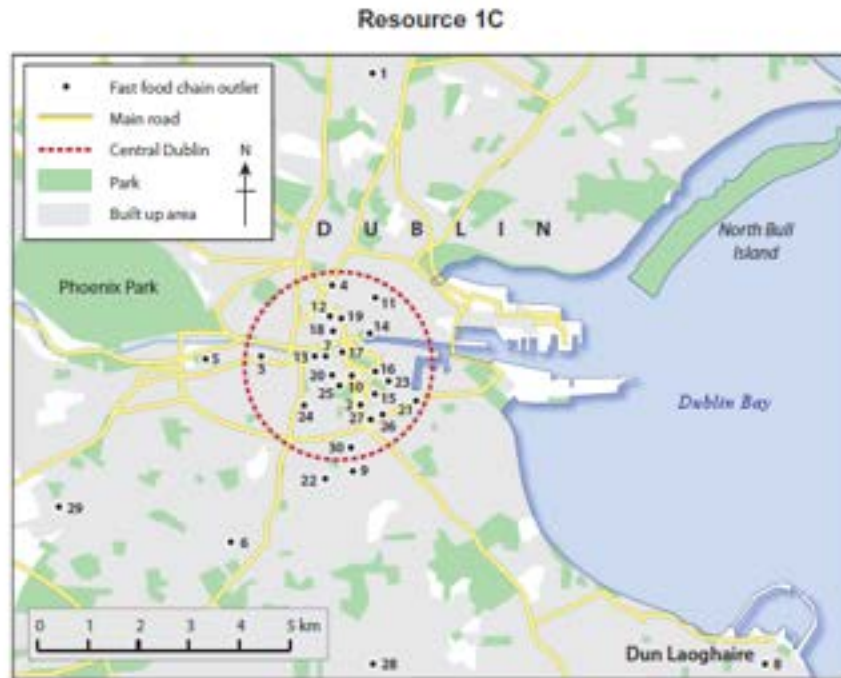 Resource 1C
Fast food chain outlet
Main road
Central Dublin
N
Park
Built up area
1
D U B L I N
North Bull
Island
Phoenix Park
4
11
12
19
18
14
7
17
5
3
13
16
20
10
23
25
15
2
21
24
27
26
30
9
22
Dublin Bay
29
6
0 1 2 3 4 5 km
Dun Laoghaire
28
8